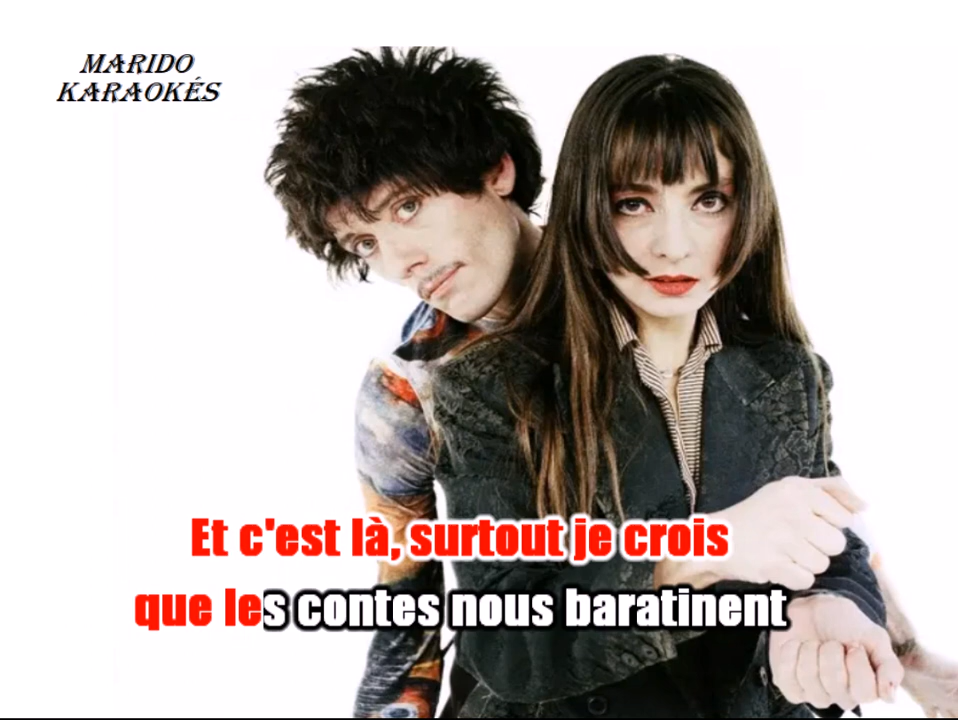 MARIDO
KARAOKÉS
Et c'est là, surtout je crois
que les contes nous baratinent